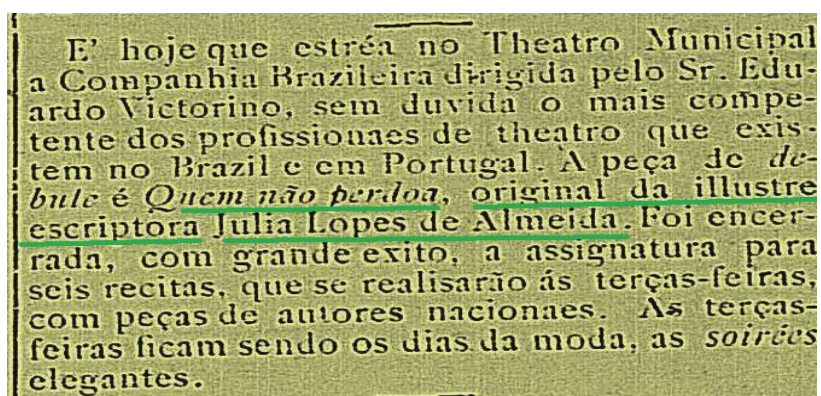 E' hoje que estréa no Theatro Municipal
a Companhia Brazileira dirigida pelo Sr. Edu-
ardo Victorino, sem duvida o mais compe-
tente dos profissionaes de theatro que exis-
tem no Brazil e em Portugal. A peça de de-
bute é Quem não perdoa, original da illustre
escriptora Julia Lopes de Almeida. Foi encer-
rada, com grande exito, a assignatura para
seis recitas, que se realisarão ás terças-feiras,
com peças de autores nacionaes. As terças-
feiras ficam sendo os dias da moda, as soirées
elegantes.